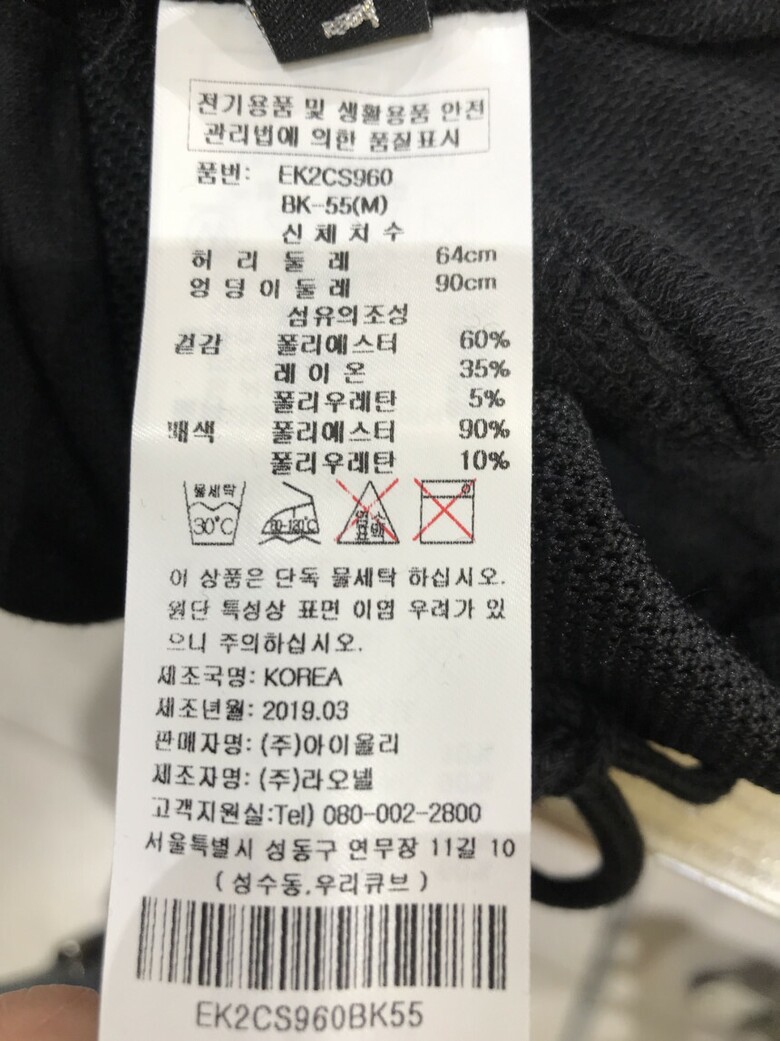 전기용품 및 생활용품 안전
관리법에 의한 품질표시
품번: EK2CS960
BK-55(M)
신체치수
허리둘레 64cm
엉덩이둘레 90cm
섬유의조성
겉감 폴리에스터 60%
레이온 35%
폴리우레탄 5%
배색 폴리에스터 90%
폴리우레탄 10%
물세탁
30°C
80-120°C
염소
표백
이 상품은 단독 물세탁 하십시오.
원단 특성상 표면 이염 우려가 있
으니 주의하십시오.
제조국명: KOREA
제조년월: 2019.03
판매자명: (주)아이올리
제조자명: (주)라오넬
고객지원실:Tel) 080-002-2800
서울특별시 성동구 연무장 11길 10
(성수동,우리큐브)
EK2CS960BK55